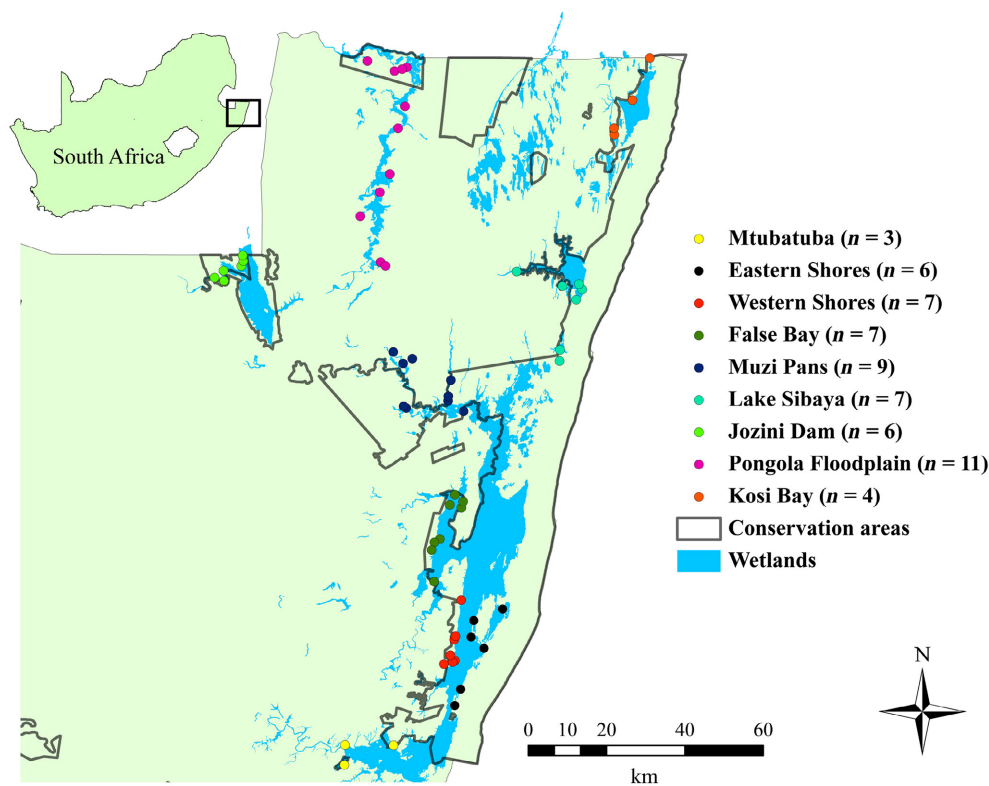 South Africa
Mtubatuba (n = 3)
Eastern Shores (n = 6)
Western Shores (n = 7)
False Bay (n = 7)
Muzi Pans (n = 9)
Lake Sibaya (n = 7)
Jozini Dam (n = 6)
Pongola Floodplain (n = 11)
Kosi Bay (n = 4)
Conservation areas
Wetlands
N
0 10 20 40 60
km